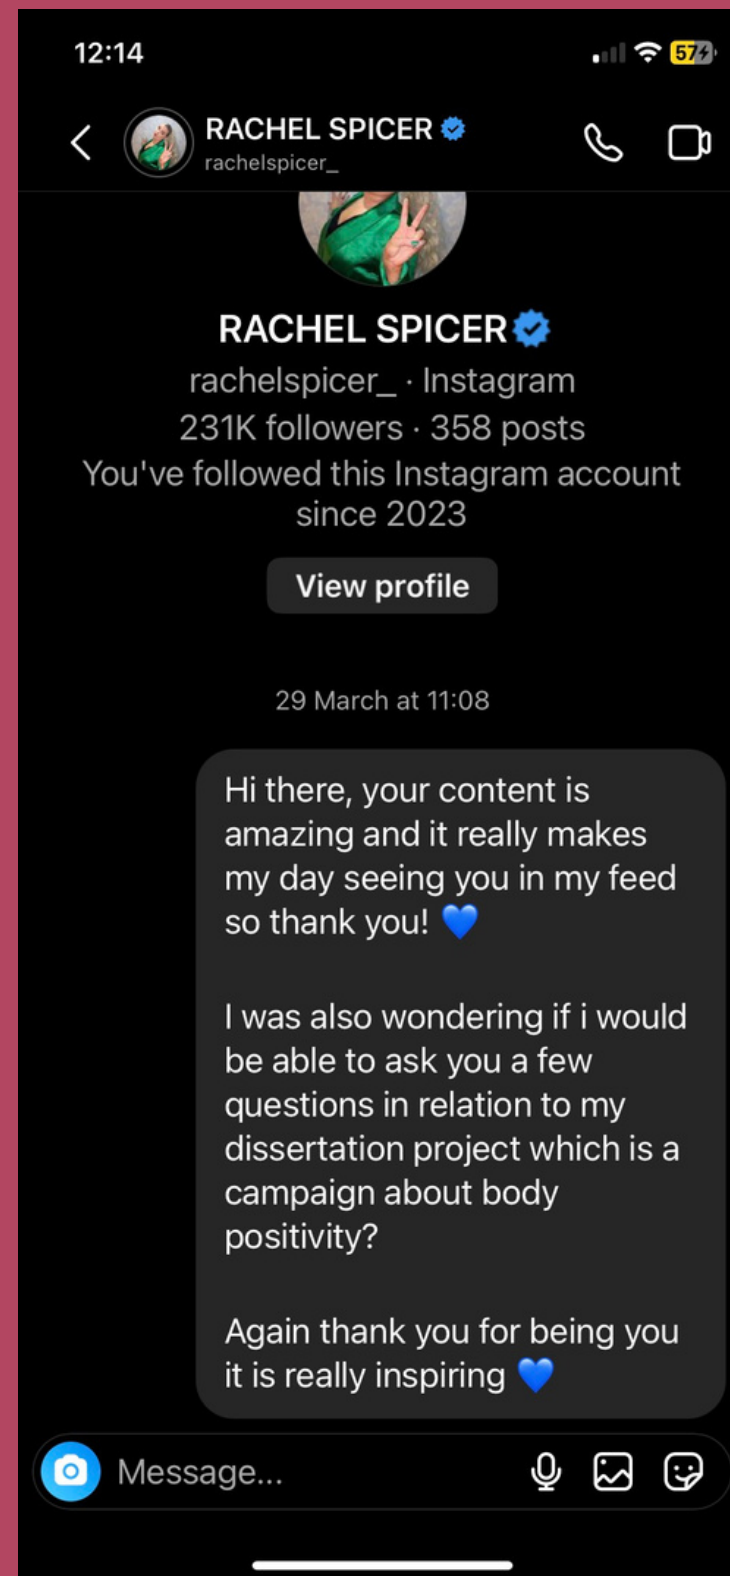 12:14
57
RACHEL SPICER
rachelspicer_
RACHEL SPICER
rachelspicer_ · Instagram
231K followers · 358 posts
You've followed this Instagram account
since 2023
View profile
29 March at 11:08
Hi there, your content is
amazing and it really makes
my day seeing you in my feed
so thank you! 💙
I was also wondering if i would
be able to ask you a few
questions in relation to my
dissertation project which is a
campaign about body
positivity?
Again thank you for being you
it is really inspiring 💙
Message...